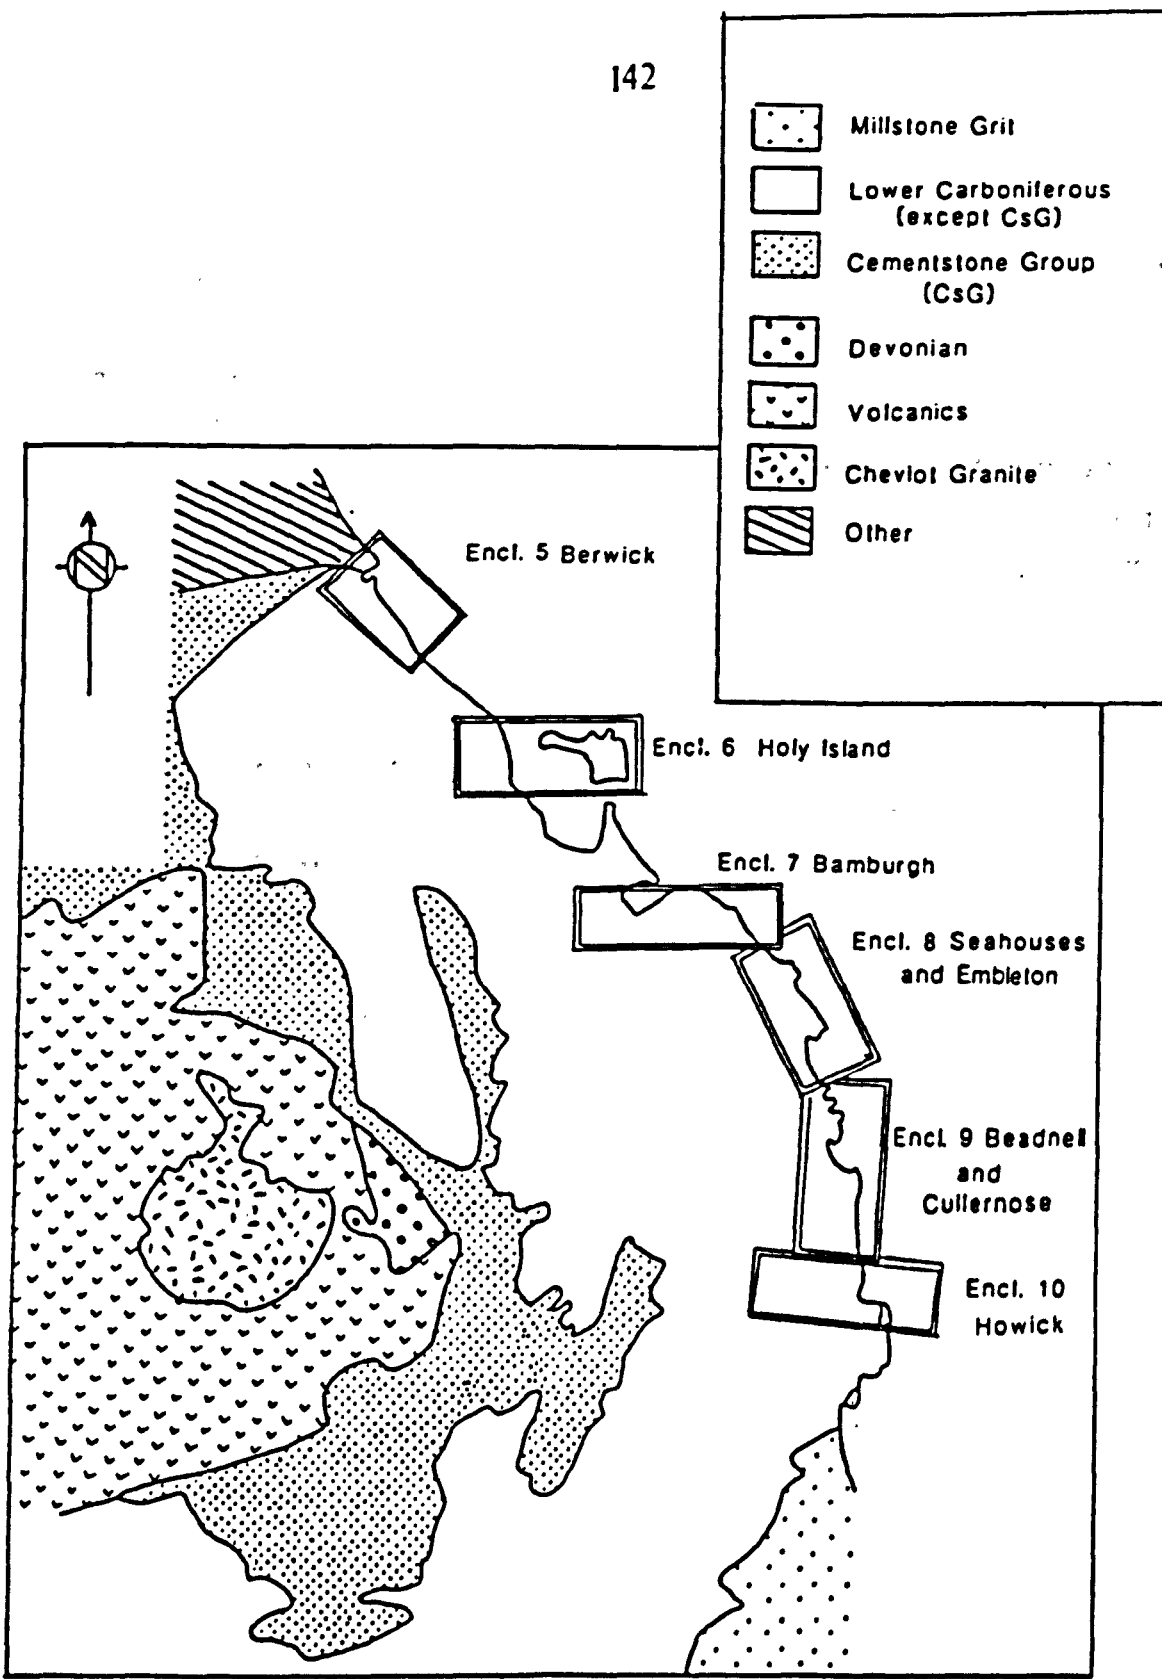 142
Millstone Grit
Lower Carboniferous
(except CsG)
Cementstone Group
(CsG)
Devonian
Volcanics
Cheviot Granite
Other
N
Encl. 5 Berwick
Encl. 6 Holy Island
Encl. 7 Bamburgh
Encl. 8 Seahouses
and Embleton
Encl. 9 Beadnell
and
Cullernose
Encl. 10
Howick